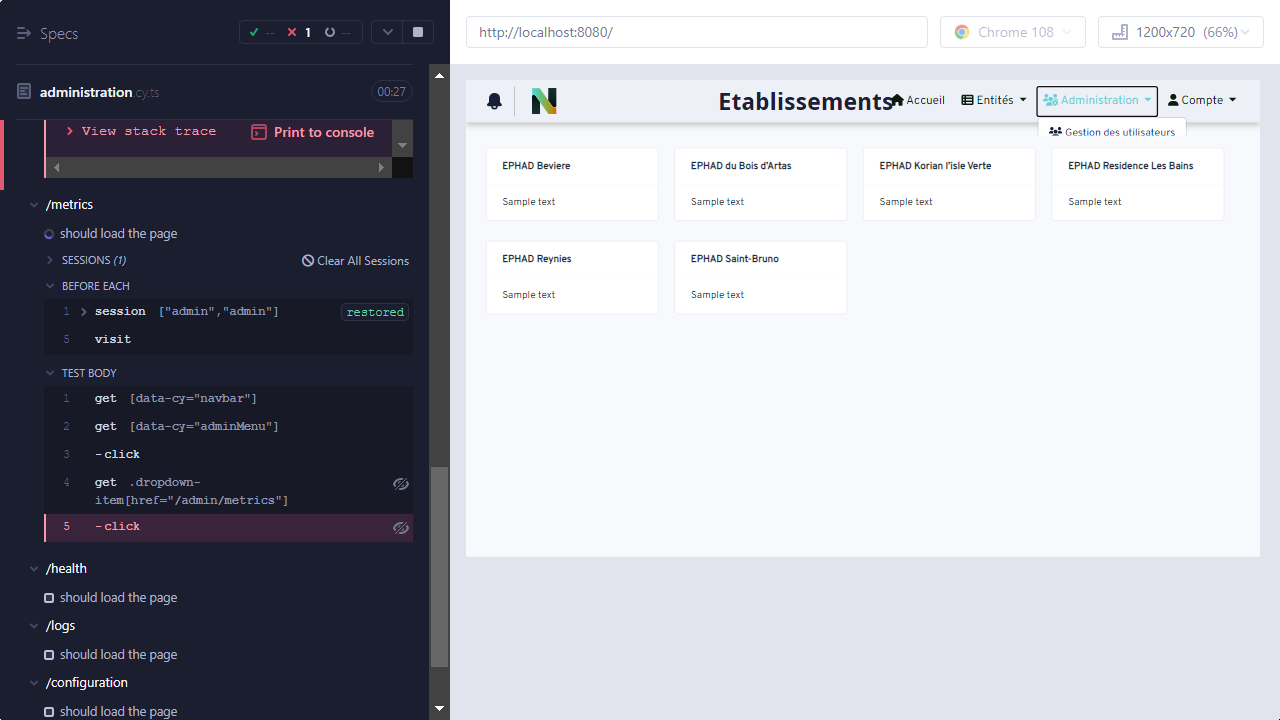 Specs
-- 1 --
administration.cy.ts 00:27
View stack trace
Print to console
/metrics
should load the page
SESSIONS (1)
Clear All Sessions
BEFORE EACH
1 session ["admin","admin"] restored
5 visit
TEST BODY
1 get [data-cy="navbar"]
2 get [data-cy="adminMenu"]
3 -click
4 get .dropdown-
item[href="/admin/metrics"]
5 -click
/health
should load the page
/logs
should load the page
/configuration
should load the page
http://localhost:8080/
Chrome 108
1200x720 (66%)
Etablissements
Accueil
Entités
Administration
Compte
Gestion des utilisateurs
EPHAD Beviere
Sample text
EPHAD du Bois d'Artas
Sample text
EPHAD Korian l'isle Verte
Sample text
EPHAD Residence Les Bains
Sample text
EPHAD Reynies
Sample text
EPHAD Saint-Bruno
Sample text